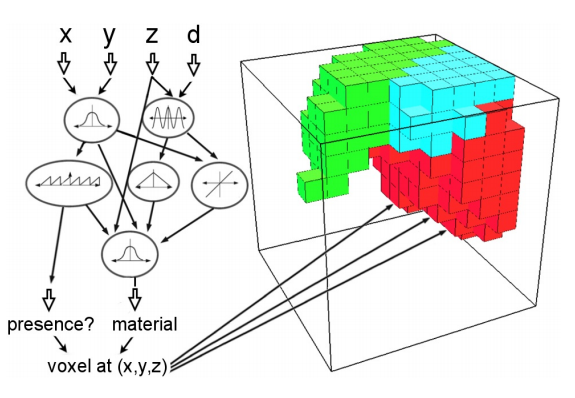 x y z d
presence? material
voxel at (x,y,z)